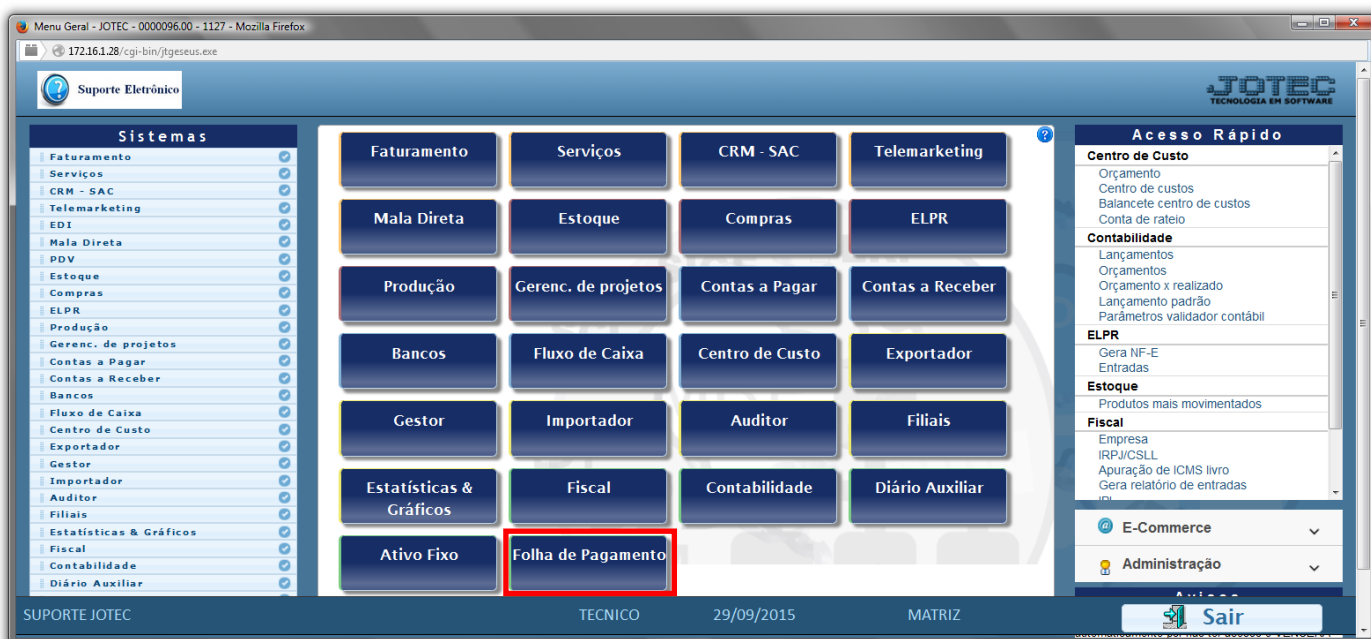 Menu Geral - JOTEC - 0000096.00 - 1127 - Mozilla Firefox
172.16.1.28/cgi-bin/jtgeseus.exe
Suporte Eletrônico
JOTEC
TECNOLOGIA EM SOFTWARE
Sistemas
Faturamento
Serviços
CRM - SAC
Telemarketing
EDI
Mala Direta
PDV
Estoque
Compras
ELPR
Produção
Gerenc. de projetos
Contas a Pagar
Contas a Receber
Bancos
Fluxo de Caixa
Centro de Custo
Exportador
Gestor
Importador
Auditor
Filiais
Estatísticas & Gráficos
Fiscal
Contabilidade
Diário Auxiliar
Faturamento
Serviços
CRM - SAC
Telemarketing
Mala Direta
Estoque
Compras
ELPR
Produção
Gerenc. de projetos
Contas a Pagar
Contas a Receber
Bancos
Fluxo de Caixa
Centro de Custo
Exportador
Gestor
Importador
Auditor
Filiais
Estatísticas &
Gráficos
Fiscal
Contabilidade
Diário Auxiliar
Ativo Fixo
Folha de Pagamento
Acesso Rápido
Centro de Custo
Orçamento
Centro de custos
Balancete centro de custos
Conta de rateio
Contabilidade
Lançamentos
Orçamentos
Orçamento x realizado
Lançamento padrão
Parâmetros validador contábil
ELPR
Gera NF-E
Entradas
Estoque
Produtos mais movimentados
Fiscal
Empresa
IRPJ/CSLL
Apuração de ICMS livro
Gera relatório de entradas
IPI
E-Commerce
Administração
Avisos
SUPORTE JOTEC
TECNICO
29/09/2015
MATRIZ
Sair